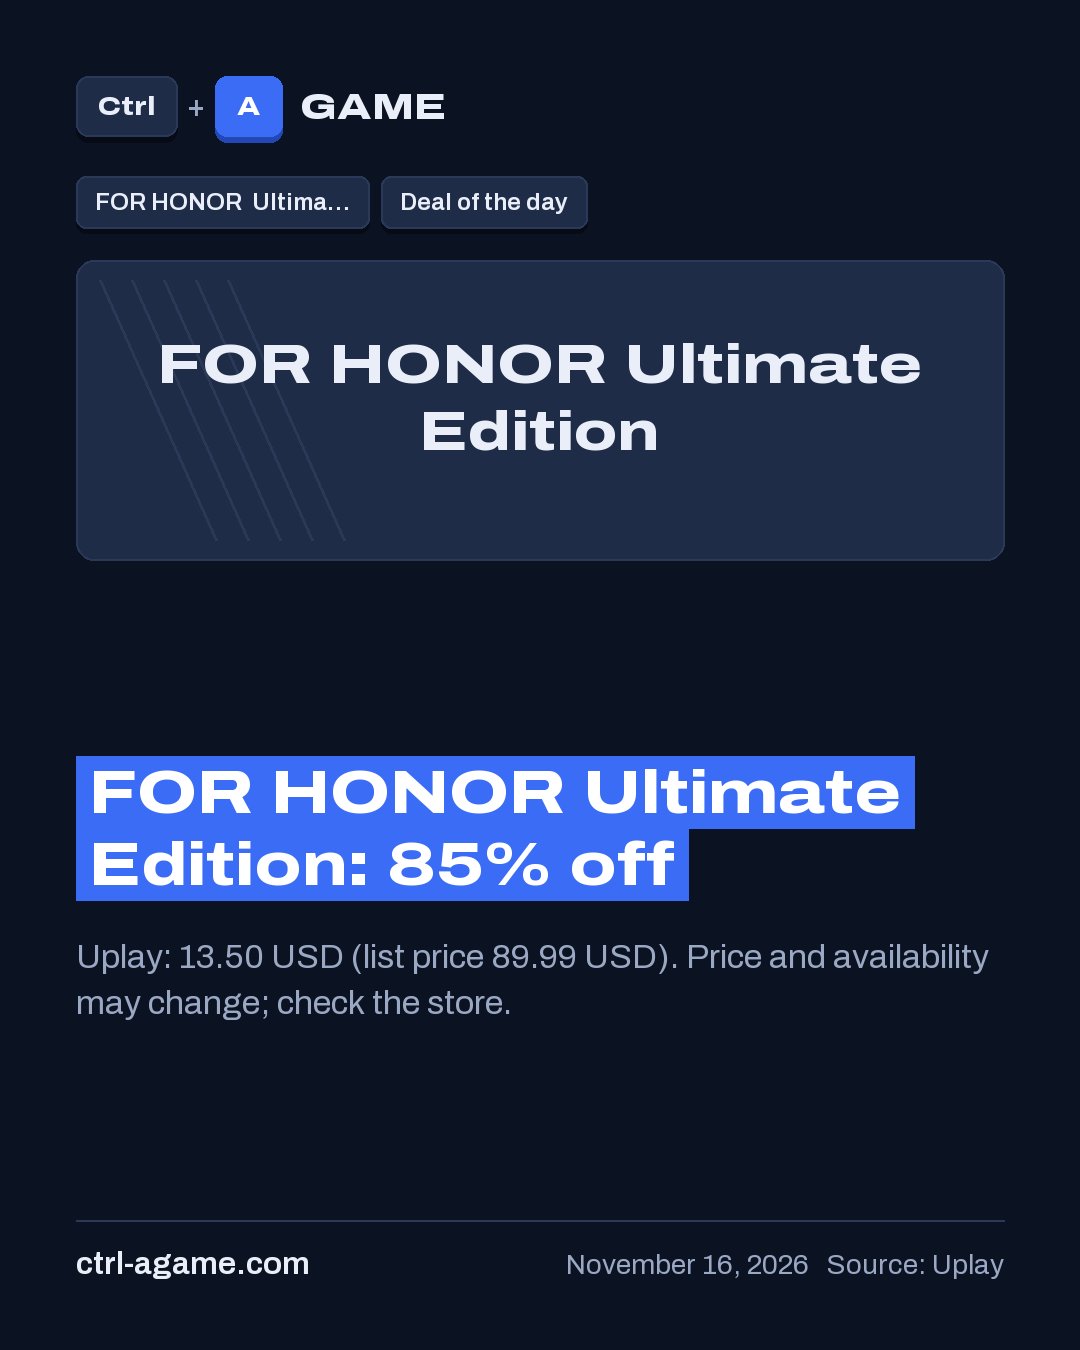 Ctrl + A GAME
FOR HONOR Ultima... Deal of the day
FOR HONOR Ultimate
Edition
FOR HONOR Ultimate
Edition: 85% off
Uplay: 13.50 USD (list price 89.99 USD). Price and availability
may change; check the store.
ctrl-agame.com November 16, 2026 Source: Uplay